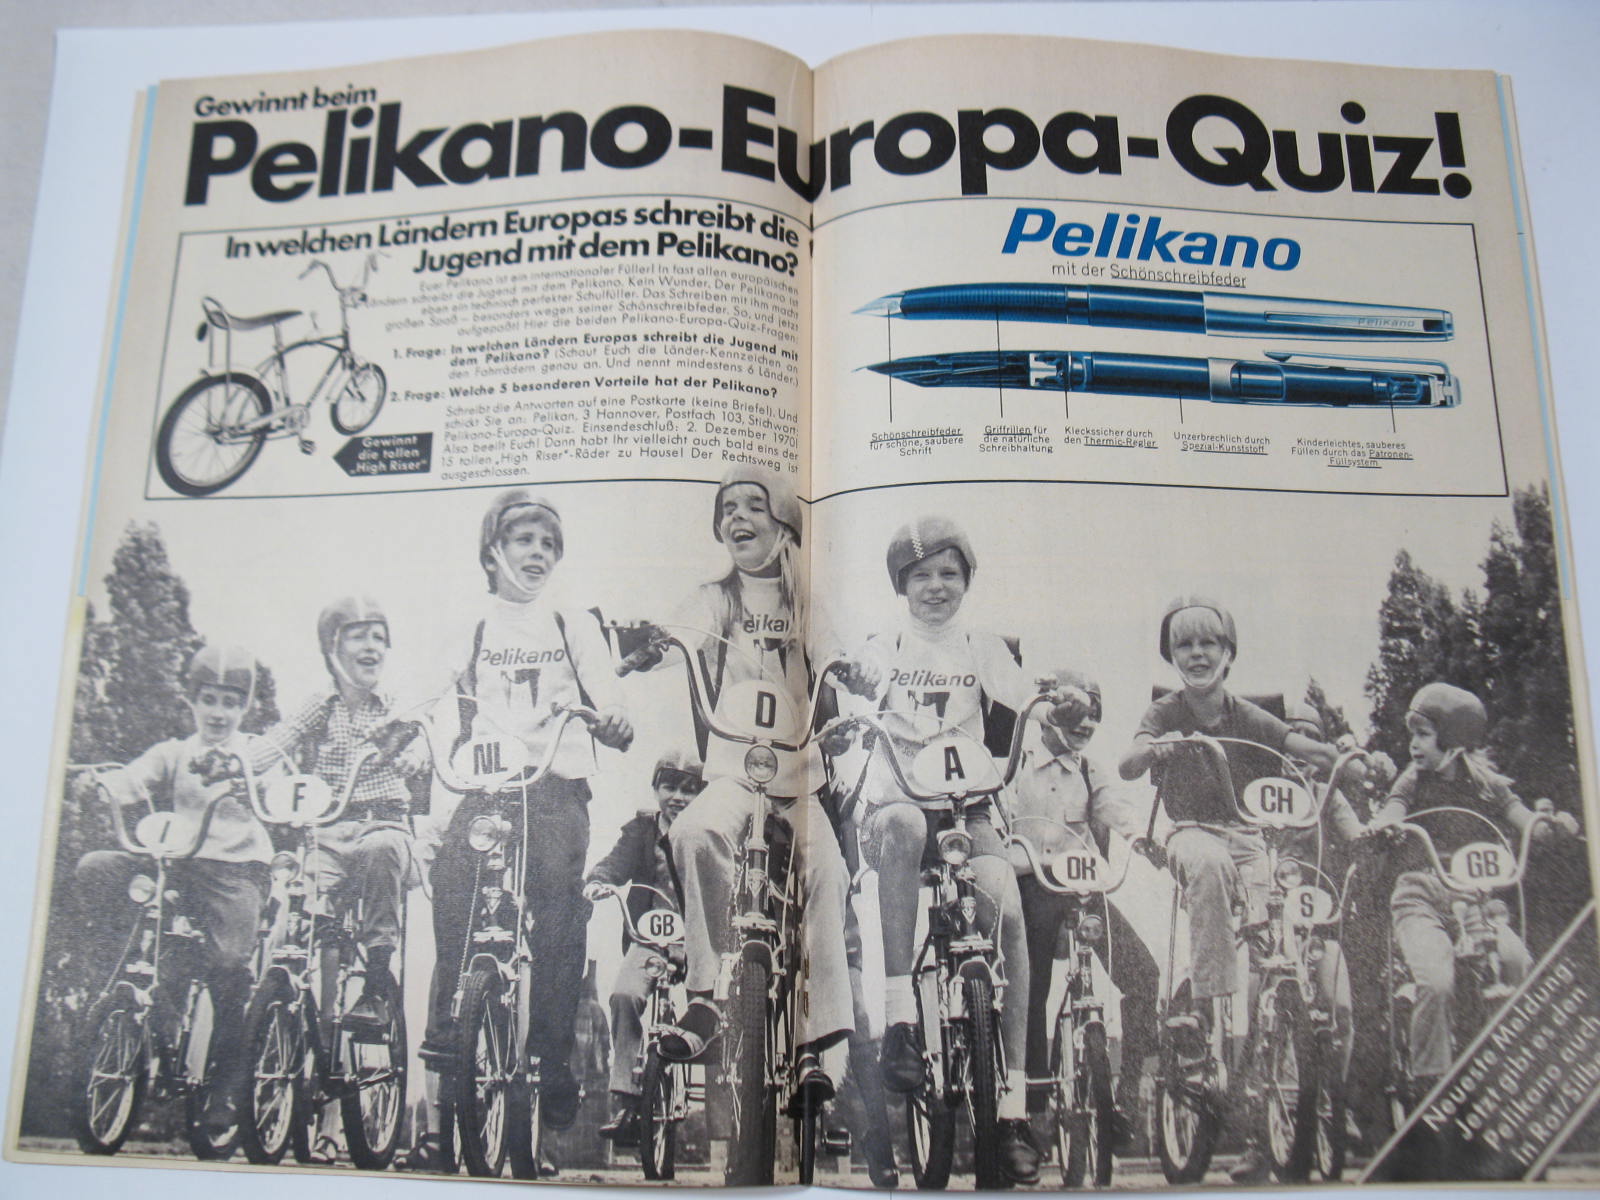 Gewinnt beim
Pelikano-Europa-Quiz!
In welchen Ländern Europas schreibt die
Jugend mit dem Pelikano?
Euer Pelikano ist ein internationaler Füller! In fast allen europäischen
Ländern schreibt die Jugend mit dem Pelikano. Kein Wunder. Der Pelikano ist
eben ein technisch perfekter Schulfüller. Das Schreiben mit ihm macht
großen Spaß – besonders wegen seiner Schönschreibfeder. So, und jetzt
aufgepaßt! Hier die beiden Pelikano-Europa-Quiz-Fragen:
1. Frage: In welchen Ländern Europas schreibt die Jugend mit
dem Pelikano? (Schaut Euch die Länder-Kennzeichen an
den Fahrrädern genau an. Und nennt mindestens 6 Länder.)
2. Frage: Welche 5 besonderen Vorteile hat der Pelikano?
Schreibt die Antworten auf eine Postkarte (keine Briefe!). Und
schickt Sie an: Pelikan, 3 Hannover, Postfach 103, Stichwort
Pelikano-Europa-Quiz. Einsendeschluß: 2. Dezember 1970!
Also beeilt Euch! Dann habt Ihr vielleicht auch bald eins der
15 tollen „High Riser"-Räder zu Hause! Der Rechtsweg ist
ausgeschlossen.
Gewinnt
die tollen
„High Riser"
Pelikano
mit der Schönschreibfeder
Pelikano
Schönschreibfeder
für schöne, saubere
Schrift
Griffrillen für
die natürliche
Schreibhaltung
Kleckssicher durch
den Thermic-Regler
Unzerbrechlich durch
Spezial-Kunststoff
Kinderleichtes, sauberes
Füllen durch das Patronen-
Füllsystem
Pelikano
elikan
Pelikano
I
F
NL
GB
D
A
DK
CH
S
GB
Neueste Meldung:
Jetzt gibt es den
Pelikano auch
in Rot/Silber